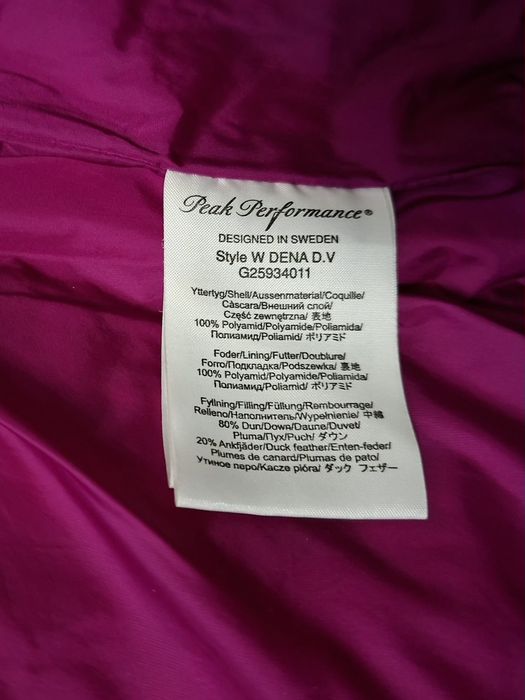 Peak Performance®
DESIGNED IN SWEDEN
Style W DENA D.V
G25934011
Yttertyg/Shell/Aussenmaterial/Coquille/
Càscara/Внешний слой/
Część zewnętrzna/ 表地
100% Polyamid/Polyamide/Poliamida/
Полиамид/Poliamid/ ポリアミド
Foder/Lining/Futter/Doublure/
Forro/Подкладка/Podszewka/ 裏地
100% Polyamid/Polyamide/Poliamida/
Полиамид/Poliamid/ ポリアミド
Fyllning/Filling/Füllung/Rembourrage/
Relleno/Наполнитель/Wypełnienie/ 中綿
80% Dun/Down/Daune/Duvet/
Pluma/Пух/Puch/ ダウン
20% Ankfjäder/Duck feather/Enten-feder/
Plumes de canard/Plumas de pato/
Утиное перо/Kacze pióra/ ダック フェザー